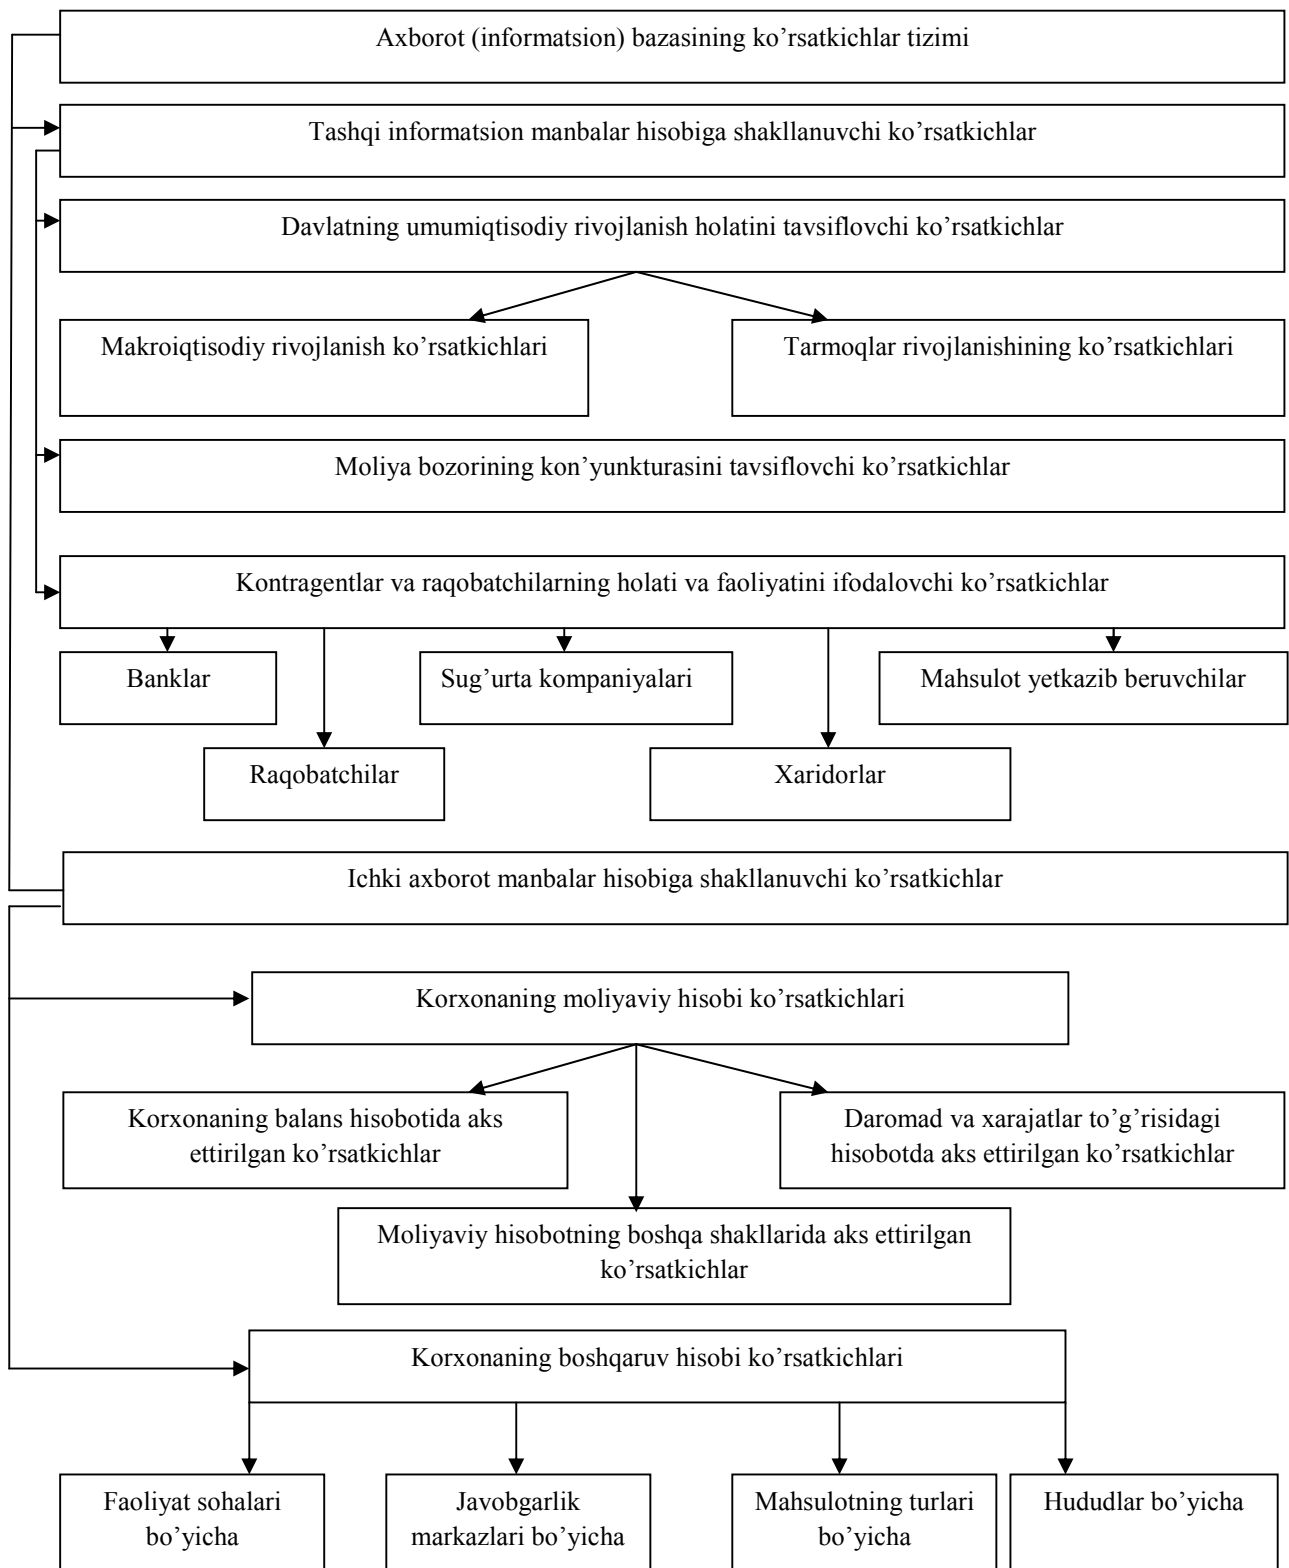 Axborot (informatsion) bazasining ko’rsatkichlar tizimi
Tashqi informatsion manbalar hisobiga shakllanuvchi ko’rsatkichlar
Davlatning umumiqtisodiy rivojlanish holatini tavsiflovchi ko’rsatkichlar
Makroiqtisodiy rivojlanish ko’rsatkichlari
Tarmoqlar rivojlanishining ko’rsatkichlari
Moliya bozorining kon’yunkturasini tavsiflovchi ko’rsatkichlar
Kontragentlar va raqobatchilarning holati va faoliyatini ifodalovchi ko’rsatkichlar
Banklar
Sug’urta kompaniyalari
Mahsulot yetkazib beruvchilar
Raqobatchilar
Xaridorlar
Ichki axborot manbalar hisobiga shakllanuvchi ko’rsatkichlar
Korxonaning moliyaviy hisobi ko’rsatkichlari
Korxonaning balans hisobotida aks
ettirilgan ko’rsatkichlar
Daromad va xarajatlar to’g’risidagi
hisobotda aks ettirilgan ko’rsatkichlar
Moliyaviy hisobotning boshqa shakllarida aks ettirilgan
ko’rsatkichlar
Korxonaning boshqaruv hisobi ko’rsatkichlari
Faoliyat sohalari
bo’yicha
Javobgarlik
markazlari bo’yicha
Mahsulotning turlari
bo’yicha
Hududlar bo’yicha